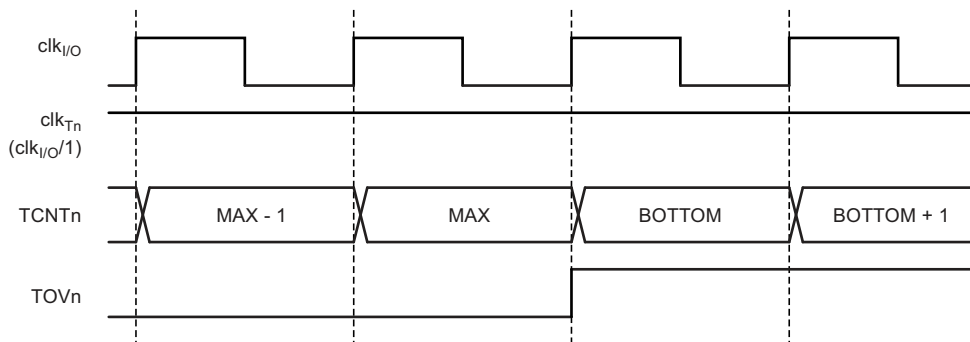 clkI/O
clkTn
(clkI/O/1)
TCNTn MAX - 1 MAX BOTTOM BOTTOM + 1
TOVn